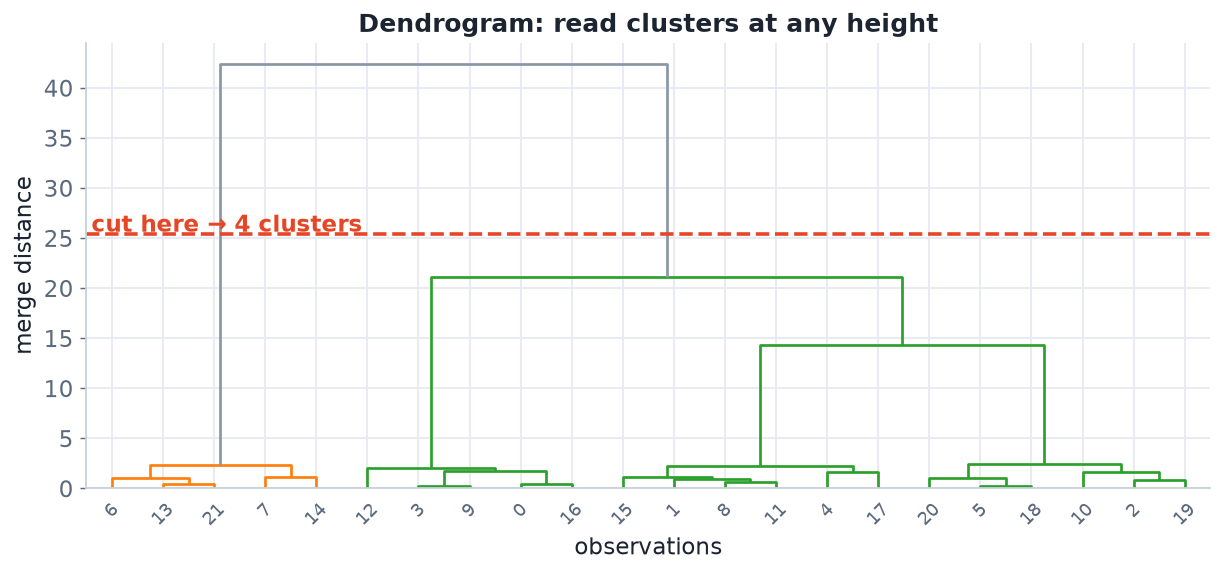 Dendrogram: read clusters at any height
merge distance
40
35
30
25
20
15
10
5
0
cut here → 4 clusters
6 13 21 7 14 12 3 9 0 16 15 1 8 11 4 17 20 5 18 10 2 19
observations